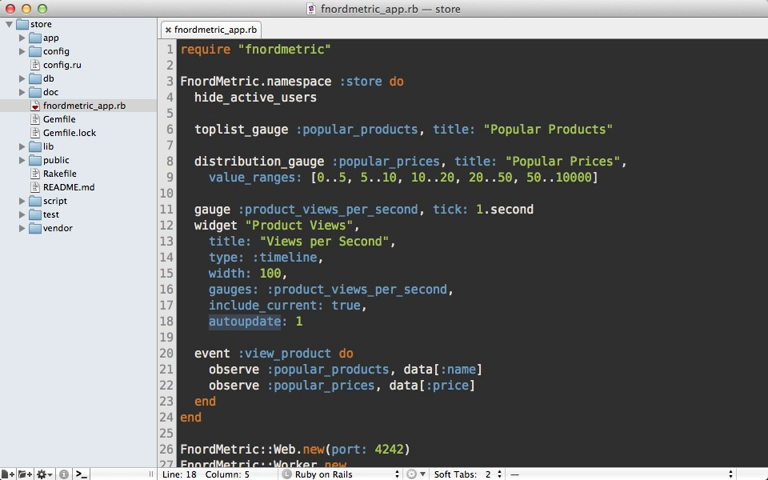 fnordmetric_app.rb — store
store
app
config
config.ru
db
doc
fnordmetric_app.rb
Gemfile
Gemfile.lock
lib
public
Rakefile
README.md
script
test
vendor
fnordmetric_app.rb
1 require "fnordmetric"
2
3 FnordMetric.namespace :store do
4 hide_active_users
5
6 toplist_gauge :popular_products, title: "Popular Products"
7
8 distribution_gauge :popular_prices, title: "Popular Prices",
9 value_ranges: [0..5, 5..10, 10..20, 20..50, 50..10000]
10
11 gauge :product_views_per_second, tick: 1.second
12 widget "Product Views",
13 title: "Views per Second",
14 type: :timeline,
15 width: 100,
16 gauges: :product_views_per_second,
17 include_current: true,
18 autoupdate: 1
19
20 event :view_product do
21 observe :popular_products, data[:name]
22 observe :popular_prices, data[:price]
23 end
24 end
25
26 FnordMetric::Web.new(port: 4242)
27 FnordMetric::Worker.new
Line: 18 Column: 5 Ruby on Rails Soft Tabs: 2 —